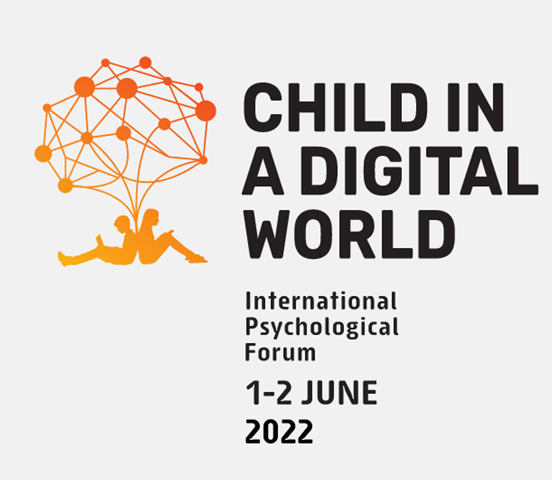 CHILD IN
A DIGITAL
WORLD
International
Psychological
Forum
1-2 JUNE
2022